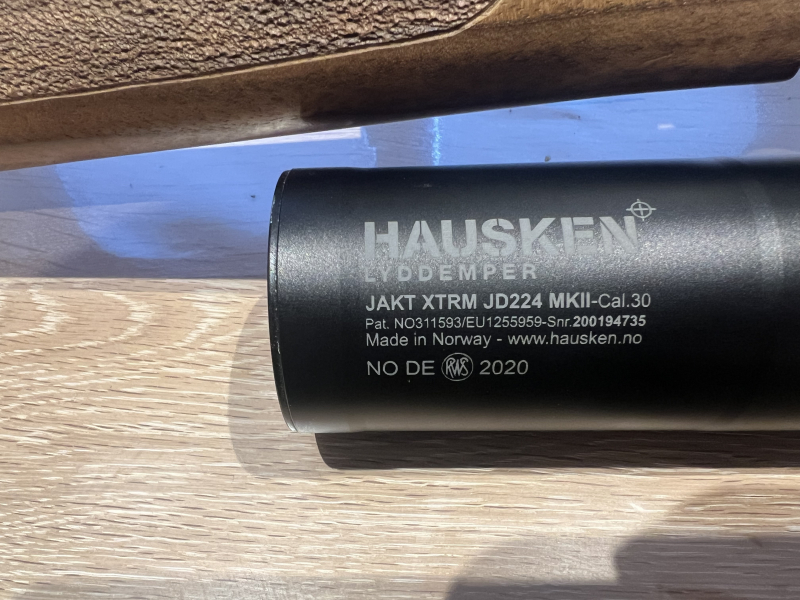 HAUSKEN
LYDDEMPER
JAKT XTRM JD224 MKII-Cal.30
Pat. NO311593/EU1255959-Snr.200194735
Made in Norway - www.hausken.no
NO DE RWS 2020